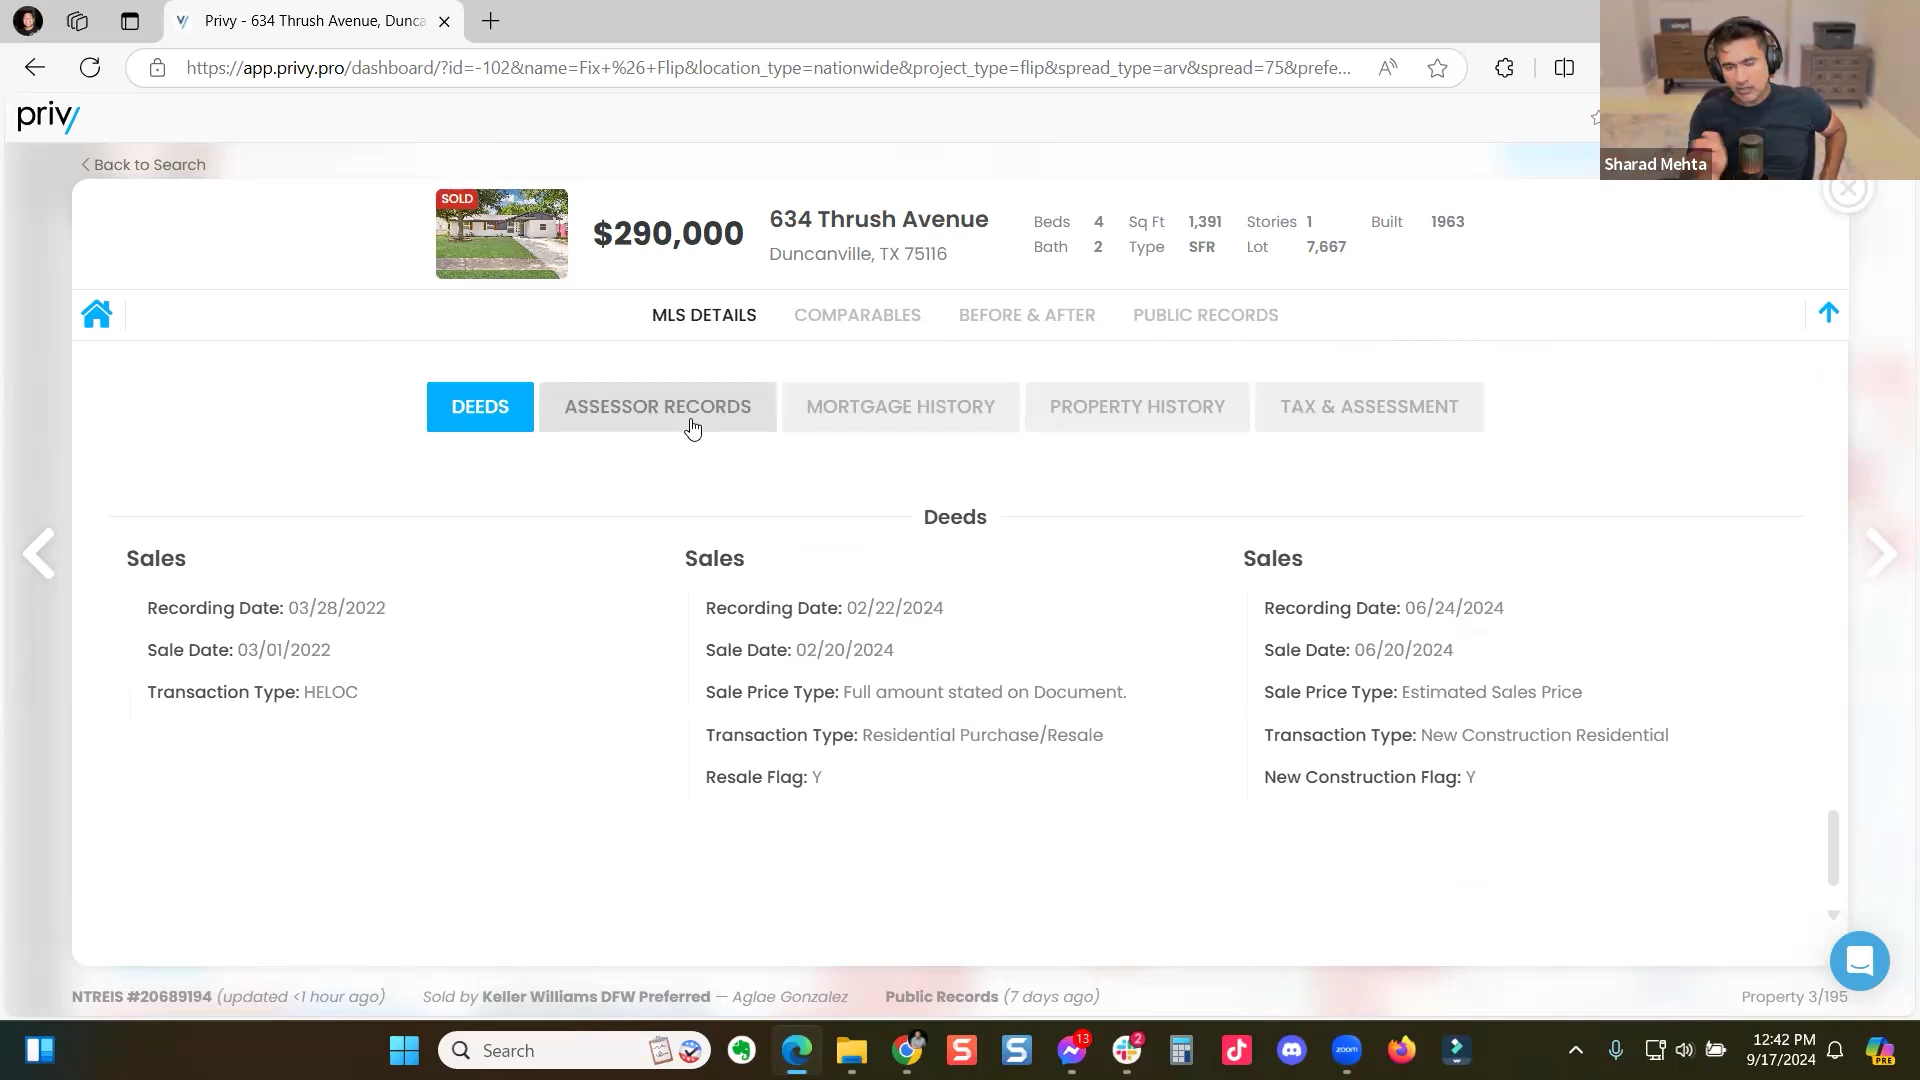 Privy - 634 Thrush Avenue, Dunca
https://app.privy.pro/dashboard/?id=-102&name=Fix+%26+Flip&location_type=nationwide&project_type=flip&spread_type=arv&spread=75&prefe...
privy
Sharad Mehta
Back to Search
SOLD
$290,000
634 Thrush Avenue
Duncanville, TX 75116
Beds 4 Sq Ft 1,391 Stories 1 Built 1963
Bath 2 Type SFR Lot 7,667
MLS DETAILS COMPARABLES BEFORE & AFTER PUBLIC RECORDS
DEEDS ASSESSOR RECORDS MORTGAGE HISTORY PROPERTY HISTORY TAX & ASSESSMENT
Deeds
Sales
Recording Date: 03/28/2022
Sale Date: 03/01/2022
Transaction Type: HELOC
Sales
Recording Date: 02/22/2024
Sale Date: 02/20/2024
Sale Price Type: Full amount stated on Document.
Transaction Type: Residential Purchase/Resale
Resale Flag: Y
Sales
Recording Date: 06/24/2024
Sale Date: 06/20/2024
Sale Price Type: Estimated Sales Price
Transaction Type: New Construction Residential
New Construction Flag: Y
NTREIS #20689194 (updated <1 hour ago) Sold by Keller Williams DFW Preferred — Aglae Gonzalez Public Records (7 days ago) Property 3/195
Search
13
2
zoom
12:42 PM
9/17/2024
PRE